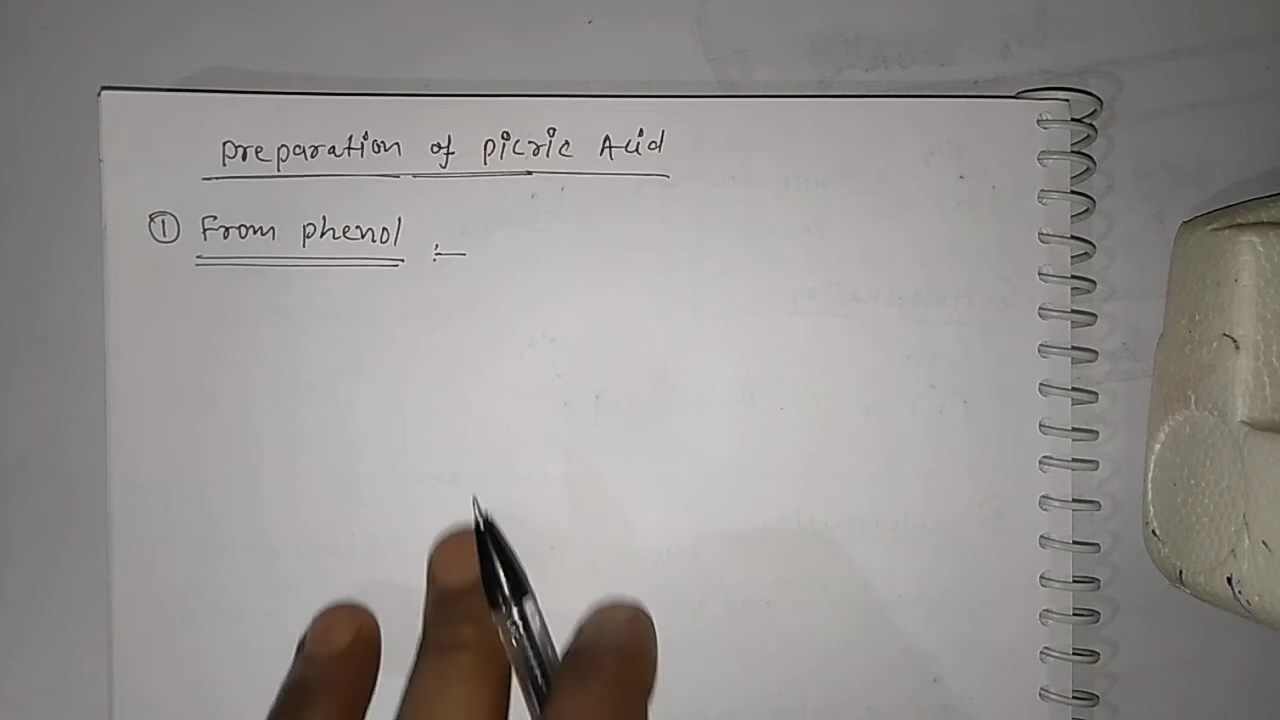 Preparation of Picric Acid
① From phenol :-